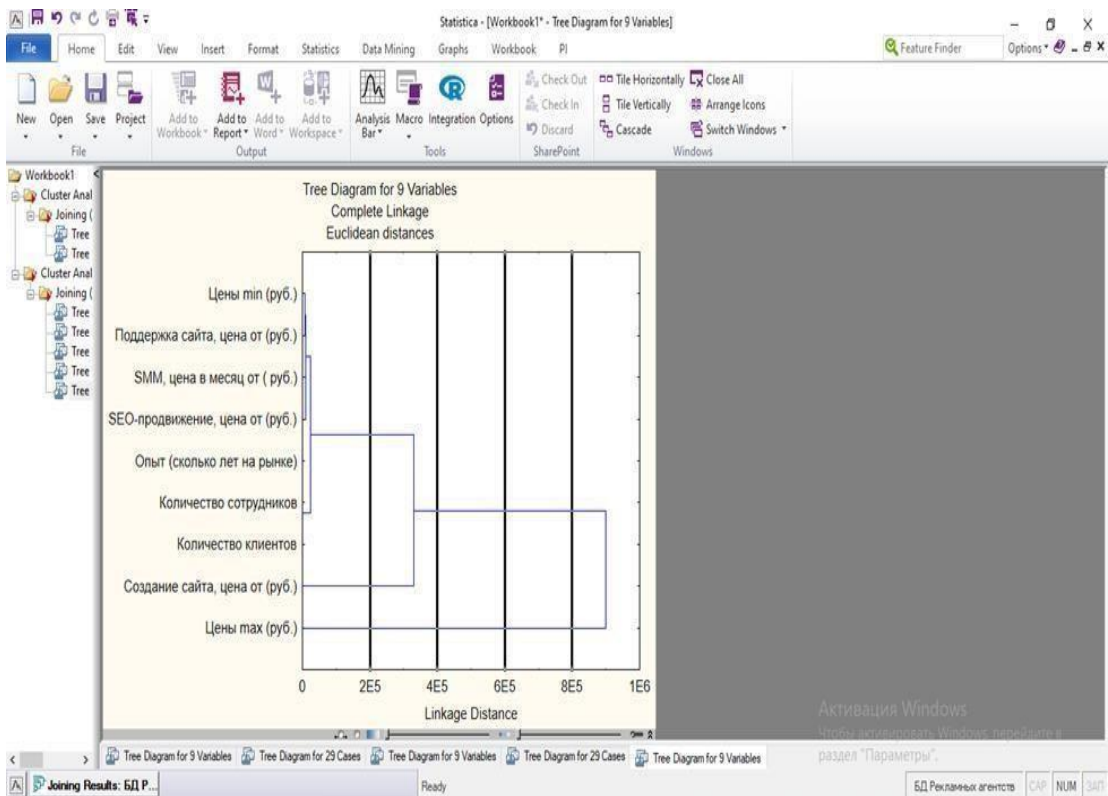 Statistica - [Workbook1* - Tree Diagram for 9 Variables]
File Home Edit View Insert Format Statistics Data Mining Graphs Workbook PI Feature Finder Options
New Open Save Project Add to Workbook Add to Report Add to Word Add to Workspace Analysis Bar Macro Integration Options Check Out Check In Discard Tile Horizontally Tile Vertically Cascade Close All Arrange Icons Switch Windows
File Output Tools SharePoint Windows
Workbook1
Cluster Anal
Joining (
Tree
Tree
Cluster Anal
Joining (
Tree
Tree
Tree
Tree
Tree
Tree Diagram for 9 Variables
Complete Linkage
Euclidean distances
Цены min (руб.)
Поддержка сайта, цена от (руб.)
SMM, цена в месяц от ( руб.)
SEO-продвижение, цена от (руб.)
Опыт (сколько лет на рынке)
Количество сотрудников
Количество клиентов
Создание сайта, цена от (руб.)
Цены max (руб.)
0 2E5 4E5 6E5 8E5 1E6
Linkage Distance
Активация Windows
Чтобы активировать Windows, перейдите в
раздел "Параметры".
Tree Diagram for 9 Variables Tree Diagram for 29 Cases Tree Diagram for 9 Variables Tree Diagram for 29 Cases Tree Diagram for 9 Variables
Joining Results: БД Р... Ready БД Рекламных агентств CAP NUM ЗАП